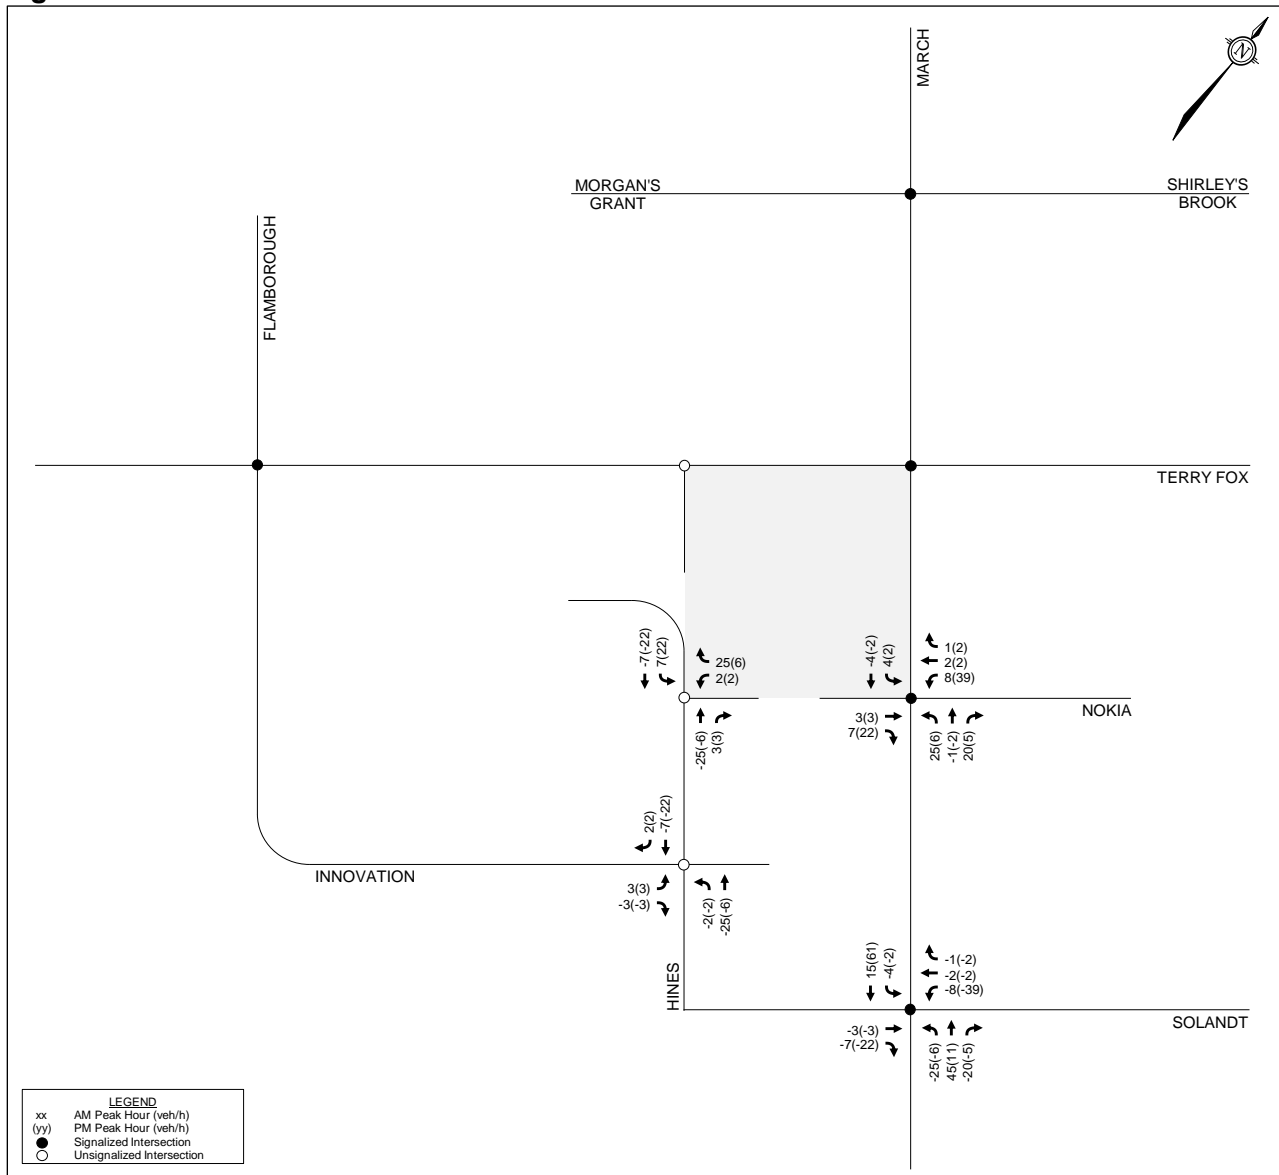 N
MARCH
MORGAN'S
GRANT
SHIRLEY'S
BROOK
FLAMBOROUGH
TERRY FOX
-7(-22)
7(22)
25(6)
2(2)
-25(-6)
3(3)
-4(-2)
4(2)
1(2)
2(2)
8(39)
NOKIA
3(3)
7(22)
25(6)
-1(-2)
20(5)
2(2)
-7(-22)
INNOVATION
3(3)
-3(-3)
-2(-2)
-25(-6)
HINES
15(61)
-4(-2)
-1(-2)
-2(-2)
-8(-39)
SOLANDT
-3(-3)
-7(-22)
-25(-6)
45(11)
-20(-5)
LEGEND
xx AM Peak Hour (veh/h)
(yy) PM Peak Hour (veh/h)
Signalized Intersection
Unsignalized Intersection